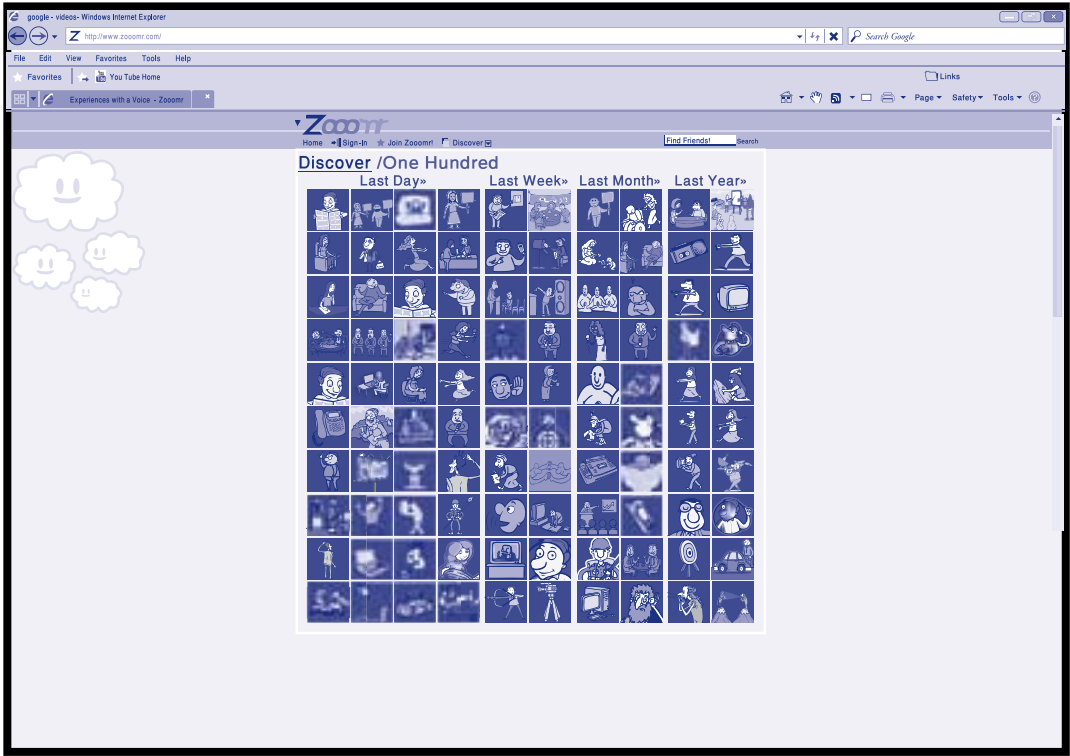 google - videos- Windows Internet Explorer
http://www.zooomr.com/
Search Google
File Edit View Favorites Tools Help
Favorites You Tube Home Links
Experiences with a Voice - Zooomr Page Safety Tools
Zooomr
Home Sign-In Join Zooomr! Discover Find Friends! Search
Discover /One Hundred
Last Day» Last Week» Last Month» Last Year»